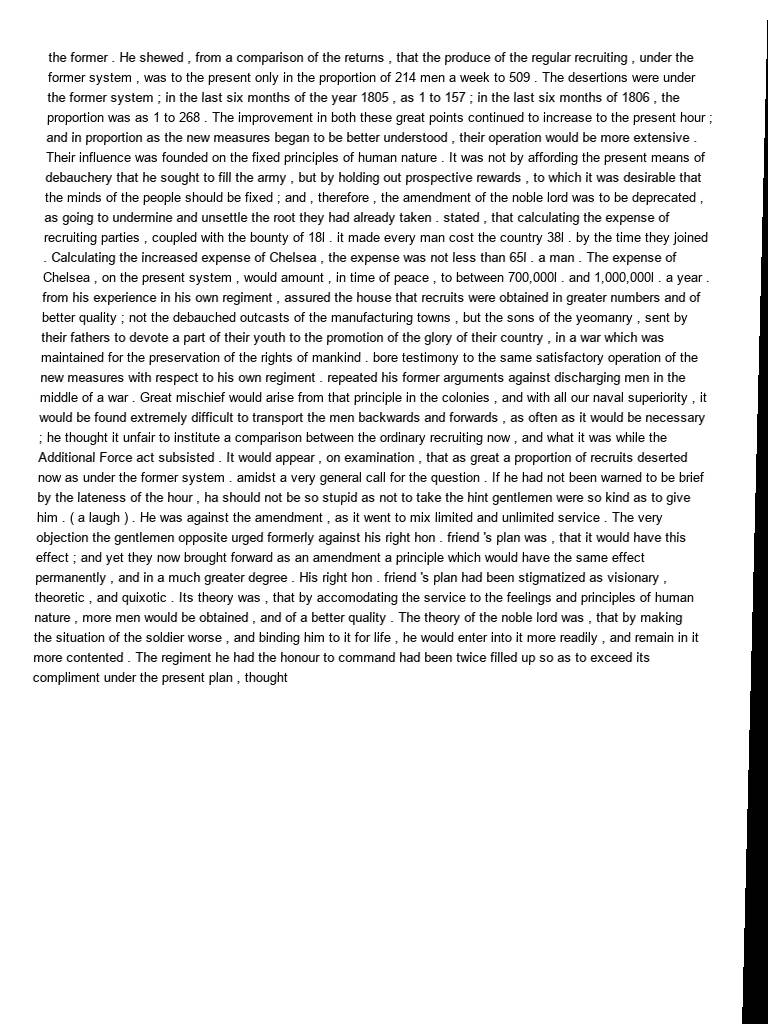 the former . He shewed , from a comparison of the returns , that the produce of the regular recruiting , under the
former system , was to the present only in the proportion of 214 men a week to 509 . The desertions were under
the former system ; in the last six months of the year 1805 , as 1 to 157 ; in the last six months of 1806 , the
proportion was as 1 to 268 . The improvement in both these great points continued to increase to the present hour ;
and in proportion as the new measures began to be better understood , their operation would be more extensive .
Their influence was founded on the fixed principles of human nature . It was not by affording the present means of
debauchery that he sought to fill the army , but by holding out prospective rewards , to which it was desirable that
the minds of the people should be fixed ; and , therefore , the amendment of the noble lord was to be deprecated ,
as going to undermine and unsettle the root they had already taken . stated , that calculating the expense of
recruiting parties , coupled with the bounty of 18l . it made every man cost the country 38l . by the time they joined
. Calculating the increased expense of Chelsea , the expense was not less than 65l . a man . The expense of
Chelsea , on the present system , would amount , in time of peace , to between 700,000l . and 1,000,000l . a year .
from his experience in his own regiment , assured the house that recruits were obtained in greater numbers and of
better quality ; not the debauched outcasts of the manufacturing towns , but the sons of the yeomanry , sent by
their fathers to devote a part of their youth to the promotion of the glory of their country , in a war which was
maintained for the preservation of the rights of mankind . bore testimony to the same satisfactory operation of the
new measures with respect to his own regiment . repeated his former arguments against discharging men in the
middle of a war . Great mischief would arise from that principle in the colonies , and with all our naval superiority , it
would be found extremely difficult to transport the men backwards and forwards , as often as it would be necessary
; he thought it unfair to institute a comparison between the ordinary recruiting now , and what it was while the
Additional Force act subsisted . It would appear , on examination , that as great a proportion of recruits deserted
now as under the former system . amidst a very general call for the question . If he had not been warned to be brief
by the lateness of the hour , ha should not be so stupid as not to take the hint gentlemen were so kind as to give
him . ( a laugh ) . He was against the amendment , as it went to mix limited and unlimited service . The very
objection the gentlemen opposite urged formerly against his right hon . friend 's plan was , that it would have this
effect ; and yet they now brought forward as an amendment a principle which would have the same effect
permanently , and in a much greater degree . His right hon . friend 's plan had been stigmatized as visionary ,
theoretic , and quixotic . Its theory was , that by accomodating the service to the feelings and principles of human
nature , more men would be obtained , and of a better quality . The theory of the noble lord was , that by making
the situation of the soldier worse , and binding him to it for life , he would enter into it more readily , and remain in it
more contented . The regiment he had the honour to command had been twice filled up so as to exceed its
compliment under the present plan , thought